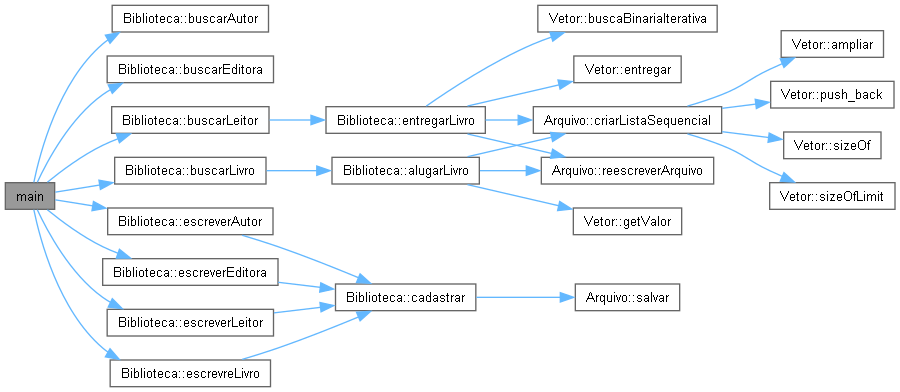 main
Biblioteca::buscarAutor
Biblioteca::buscarEditora
Biblioteca::buscarLeitor
Biblioteca::buscarLivro
Biblioteca::escreverAutor
Biblioteca::escreverEditora
Biblioteca::escreverLeitor
Biblioteca::escrevreLivro
Biblioteca::entregarLivro
Biblioteca::alugarLivro
Biblioteca::cadastrar
Vetor::buscaBinariaIterativa
Vetor::entregar
Arquivo::criarListaSequencial
Arquivo::reescreverArquivo
Vetor::getValor
Arquivo::salvar
Vetor::ampliar
Vetor::push_back
Vetor::sizeOf
Vetor::sizeOfLimit